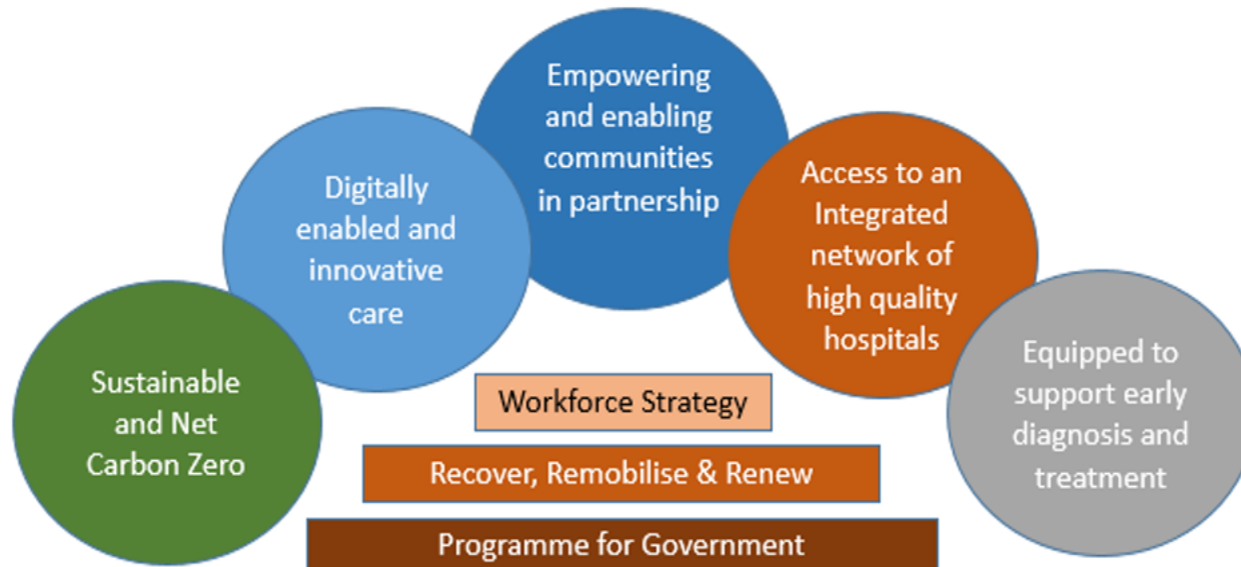 Sustainable
and Net
Carbon Zero
Digitally
enabled and
innovative
care
Empowering
and enabling
communities
in partnership
Access to an
Integrated
network of
high quality
hospitals
Equipped to
support early
diagnosis and
treatment
Workforce Strategy
Recover, Remobilise & Renew
Programme for Government